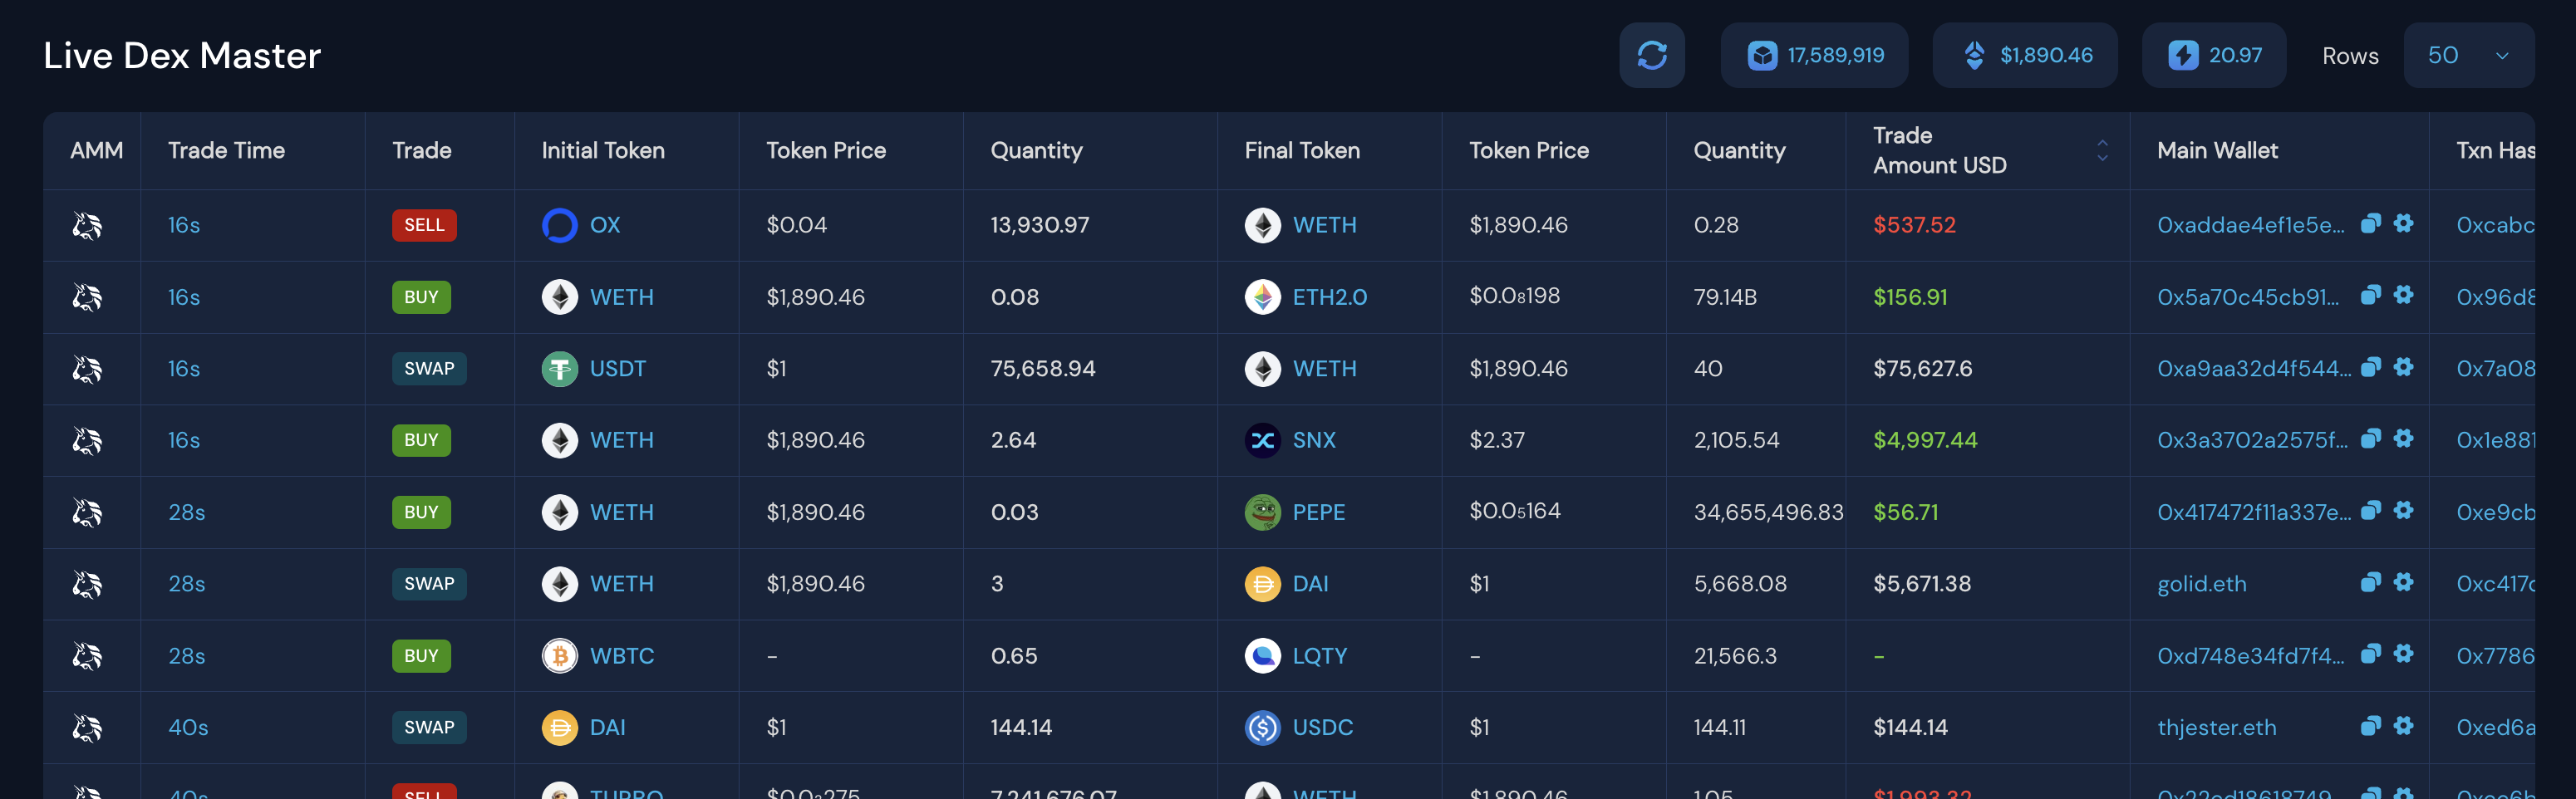 Live Dex Master
17,589,919
$1,890.46
20.97
Rows
50
AMM Trade Time Trade Initial Token Token Price Quantity Final Token Token Price Quantity Trade Amount USD Main Wallet Txn Has
16s SELL OX $0.04 13,930.97 WETH $1,890.46 0.28 $537.52 0xaddae4ef1e5e... 0xcabc
16s BUY WETH $1,890.46 0.08 ETH2.0 $0.0₈198 79.14B $156.91 0x5a70c45cb91... 0x96d8
16s SWAP USDT $1 75,658.94 WETH $1,890.46 40 $75,627.6 0xa9aa32d4f544... 0x7a08
16s BUY WETH $1,890.46 2.64 SNX $2.37 2,105.54 $4,997.44 0x3a3702a2575f... 0x1e881
28s BUY WETH $1,890.46 0.03 PEPE $0.0₅164 34,655,496.83 $56.71 0x417472f11a337e... 0xe9cb
28s SWAP WETH $1,890.46 3 DAI $1 5,668.08 $5,671.38 golid.eth 0xc417c
28s BUY WBTC - 0.65 LQTY - 21,566.3 - 0xd748e34fd7f4... 0x7786
40s SWAP DAI $1 144.14 USDC $1 144.11 $144.14 thjester.eth 0xed6a
40s SELL TURBO WETH $1,890.46 1.05 $1,993.32